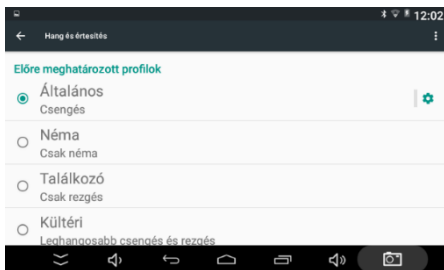 12:02
Hang és értesítés
Előre meghatározott profilok
Általános
Csengés
Néma
Csak néma
Találkozó
Csak rezgés
Kültéri
Leghangosabb csengés és rezgés